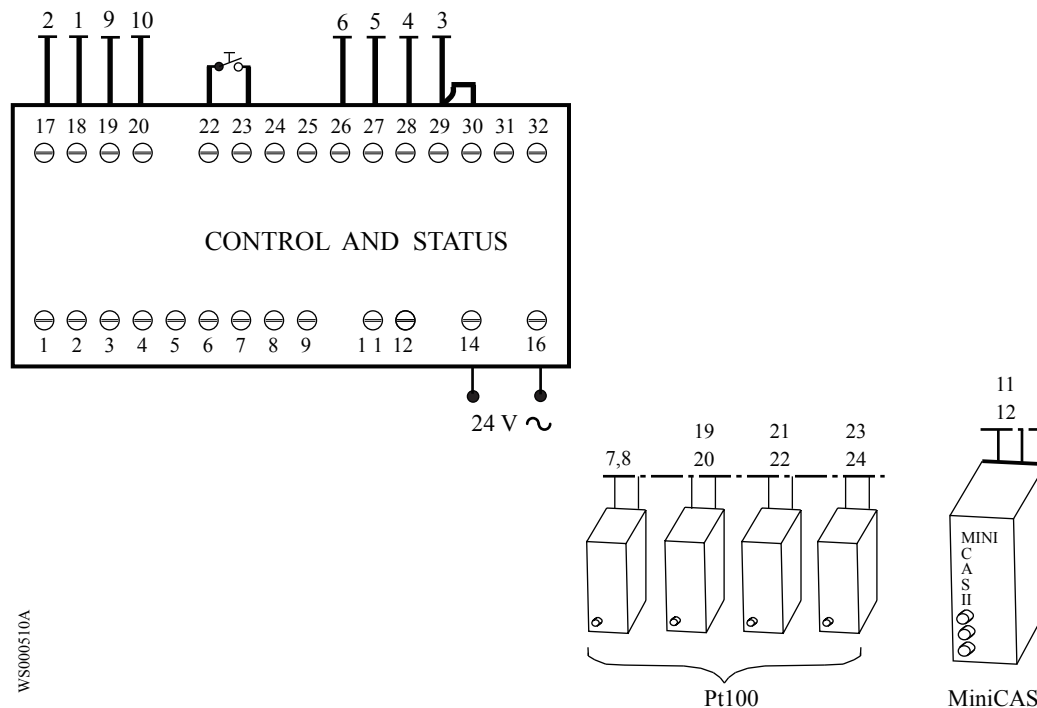 2 1 9 10 6 5 4 3
17 18 19 20 22 23 24 25 26 27 28 29 30 31 32
CONTROL AND STATUS
1 2 3 4 5 6 7 8 9 11 12 14 16
24 V ~
7,8
19
20
21
22
23
24
11
12
MINI
C
A
S
II
Pt100
MiniCAS
WS000510A